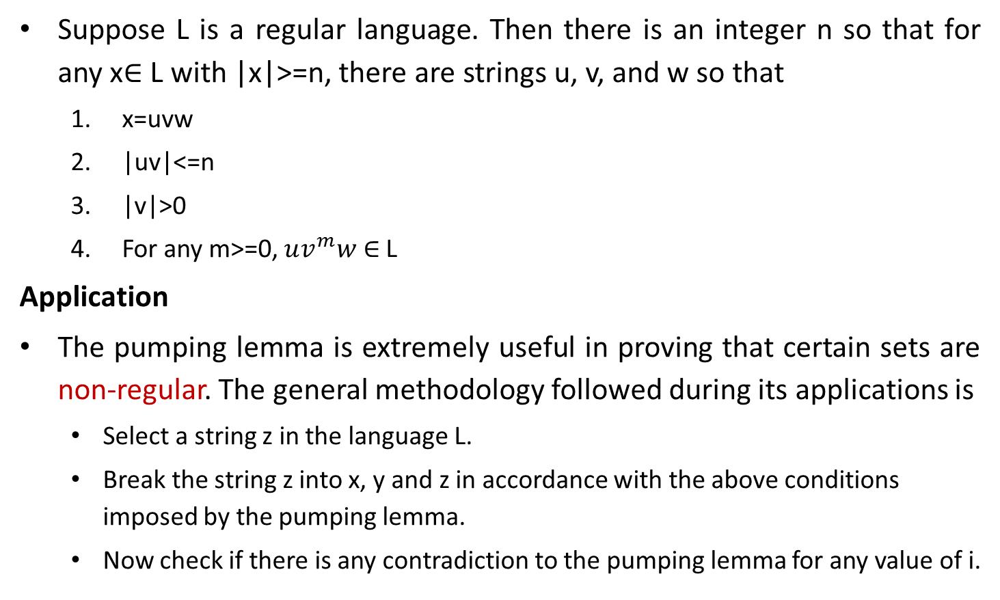 • Suppose L is a regular language. Then there is an integer n so that for
any x∈ L with |x|>=n, there are strings u, v, and w so that
1. x=uvw
2. |uv|<=n
3. |v|>0
4. For any m>=0, 𝑢𝑣ᵐ𝑤 ∈ L
Application
• The pumping lemma is extremely useful in proving that certain sets are
non-regular. The general methodology followed during its applications is
• Select a string z in the language L.
• Break the string z into x, y and z in accordance with the above conditions
imposed by the pumping lemma.
• Now check if there is any contradiction to the pumping lemma for any value of i.